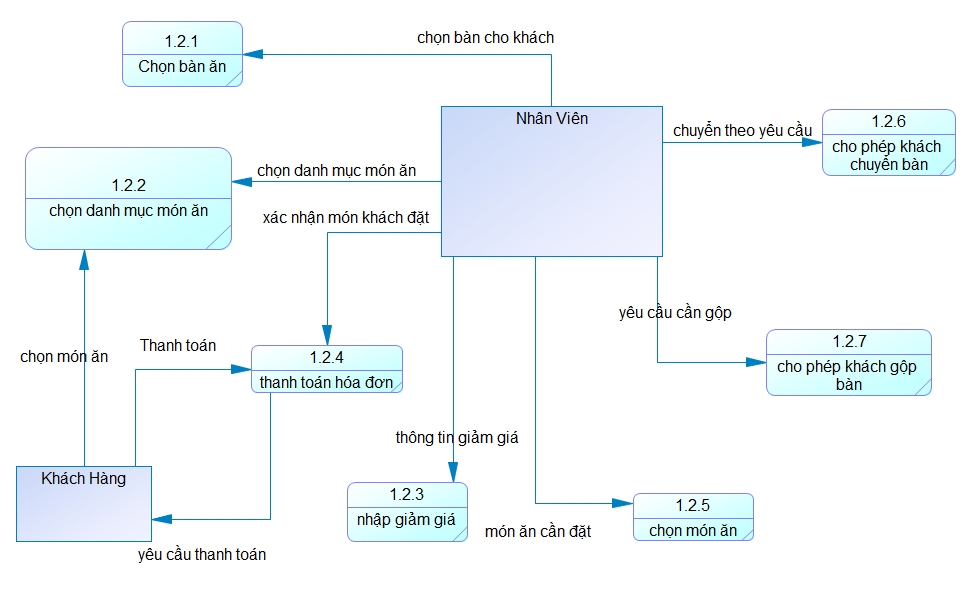 chọn bàn cho khách
1.2.1
Chọn bàn ăn
Nhân Viên
chuyển theo yêu cầu
1.2.6
cho phép khách
chuyển bàn
chọn danh mục món ăn
1.2.2
chọn danh mục món ăn
xác nhận món khách đặt
yêu cầu cần gộp
1.2.7
cho phép khách gộp
bàn
Thanh toán
chọn món ăn
1.2.4
thanh toán hóa đơn
thông tin giảm giá
Khách Hàng
1.2.3
nhập giảm giá
1.2.5
chọn món ăn
món ăn cần đặt
yêu cầu thanh toán